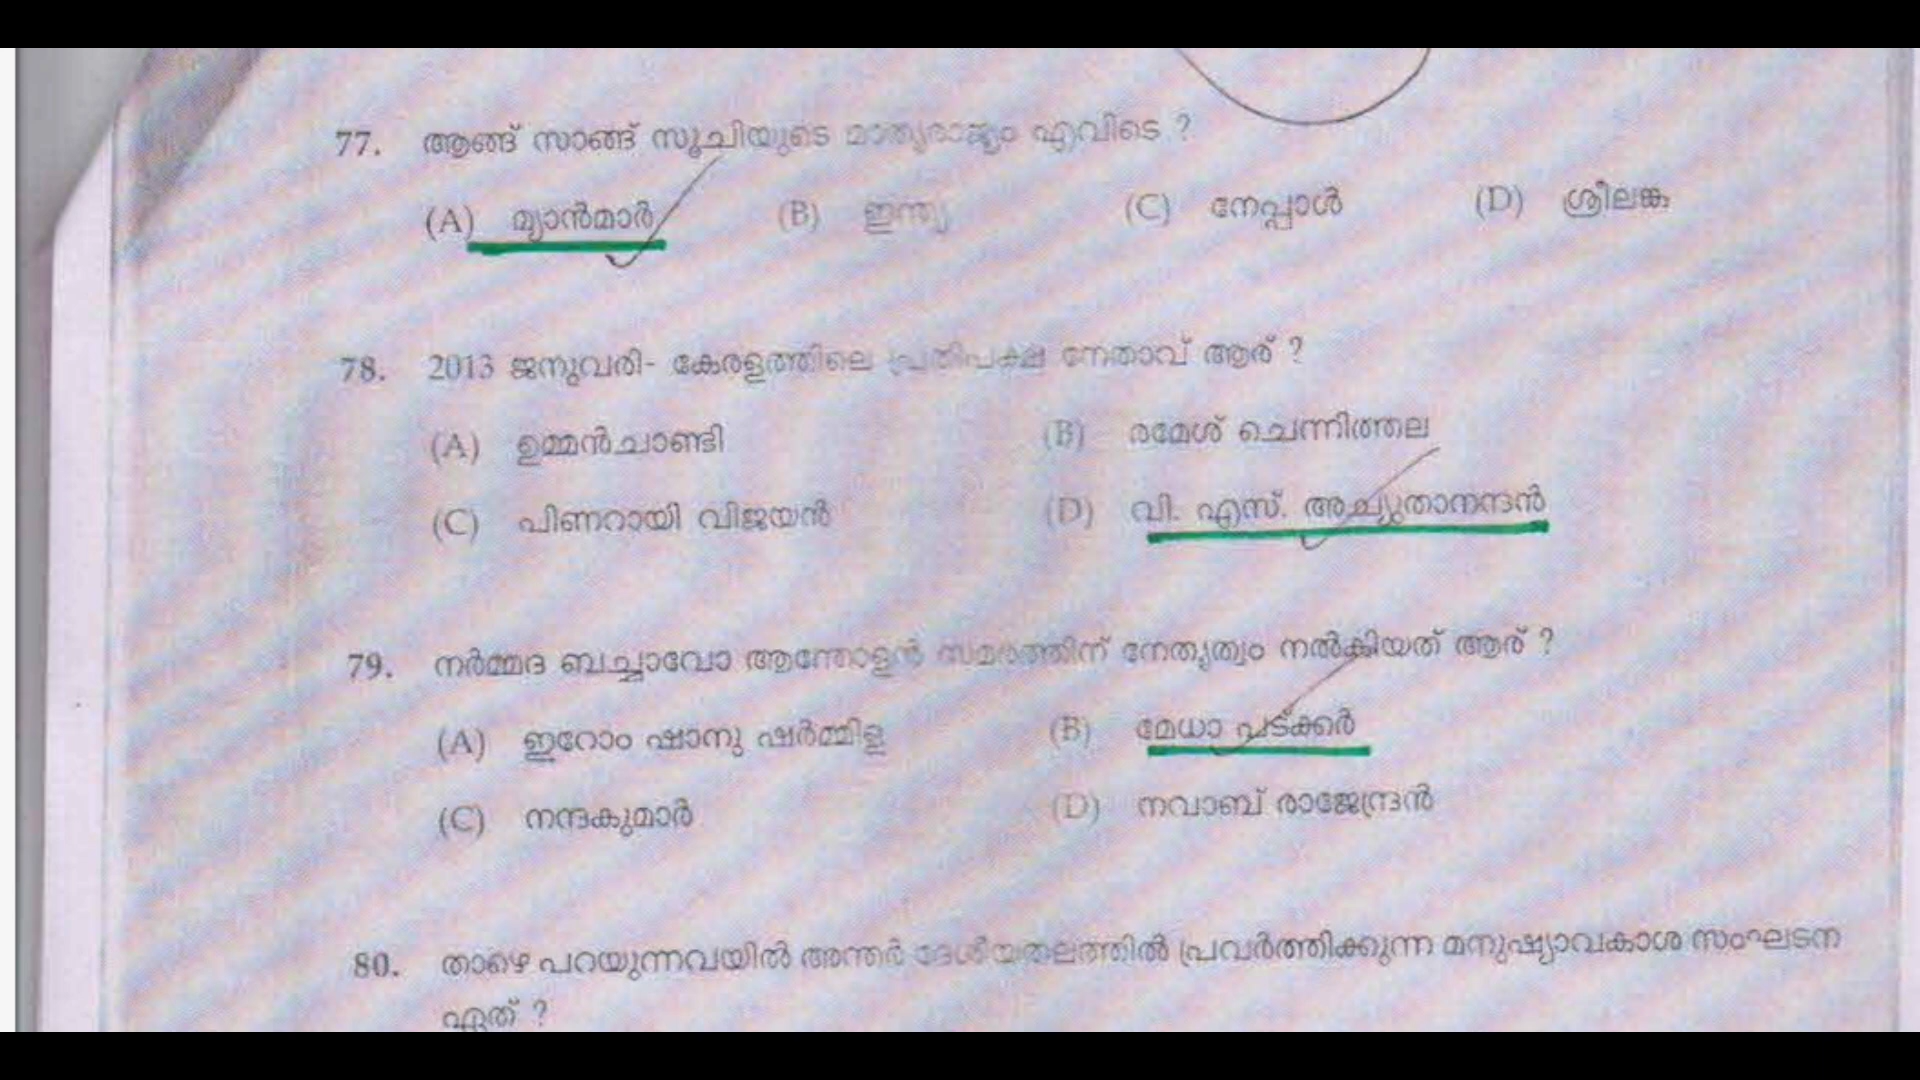 77. ആങ്ങ് സാങ്ങ് സൂചിയുടെ മാതൃരാജ്യം എവിടെ ?
(A) മ്യാൻമാർ (B) ഇന്ത്യ (C) നേപ്പാൾ (D) ശ്രീലങ്ക
78. 2013 ജനുവരി- കേരളത്തിലെ പ്രതിപക്ഷ നേതാവ് ആര് ?
(A) ഉമ്മൻചാണ്ടി (B) രമേശ് ചെന്നിത്തല
(C) പിണറായി വിജയൻ (D) വി. എസ്. അച്യുതാനന്ദൻ
79. നർമ്മദ ബച്ചാവോ ആന്തോളൻ സമരത്തിന് നേതൃത്വം നൽകിയത് ആര് ?
(A) ഇറോം ഷാനു ഷർമ്മിള (B) മേധാ പട്ക്കർ
(C) നന്ദകുമാർ (D) നവാബ് രാജേന്ദ്രൻ
80. താഴെ പറയുന്നവയിൽ അന്തർ ദേശീയതലത്തിൽ പ്രവർത്തിക്കുന്ന മനുഷ്യാവകാശ സംഘടന
ഏത് ?